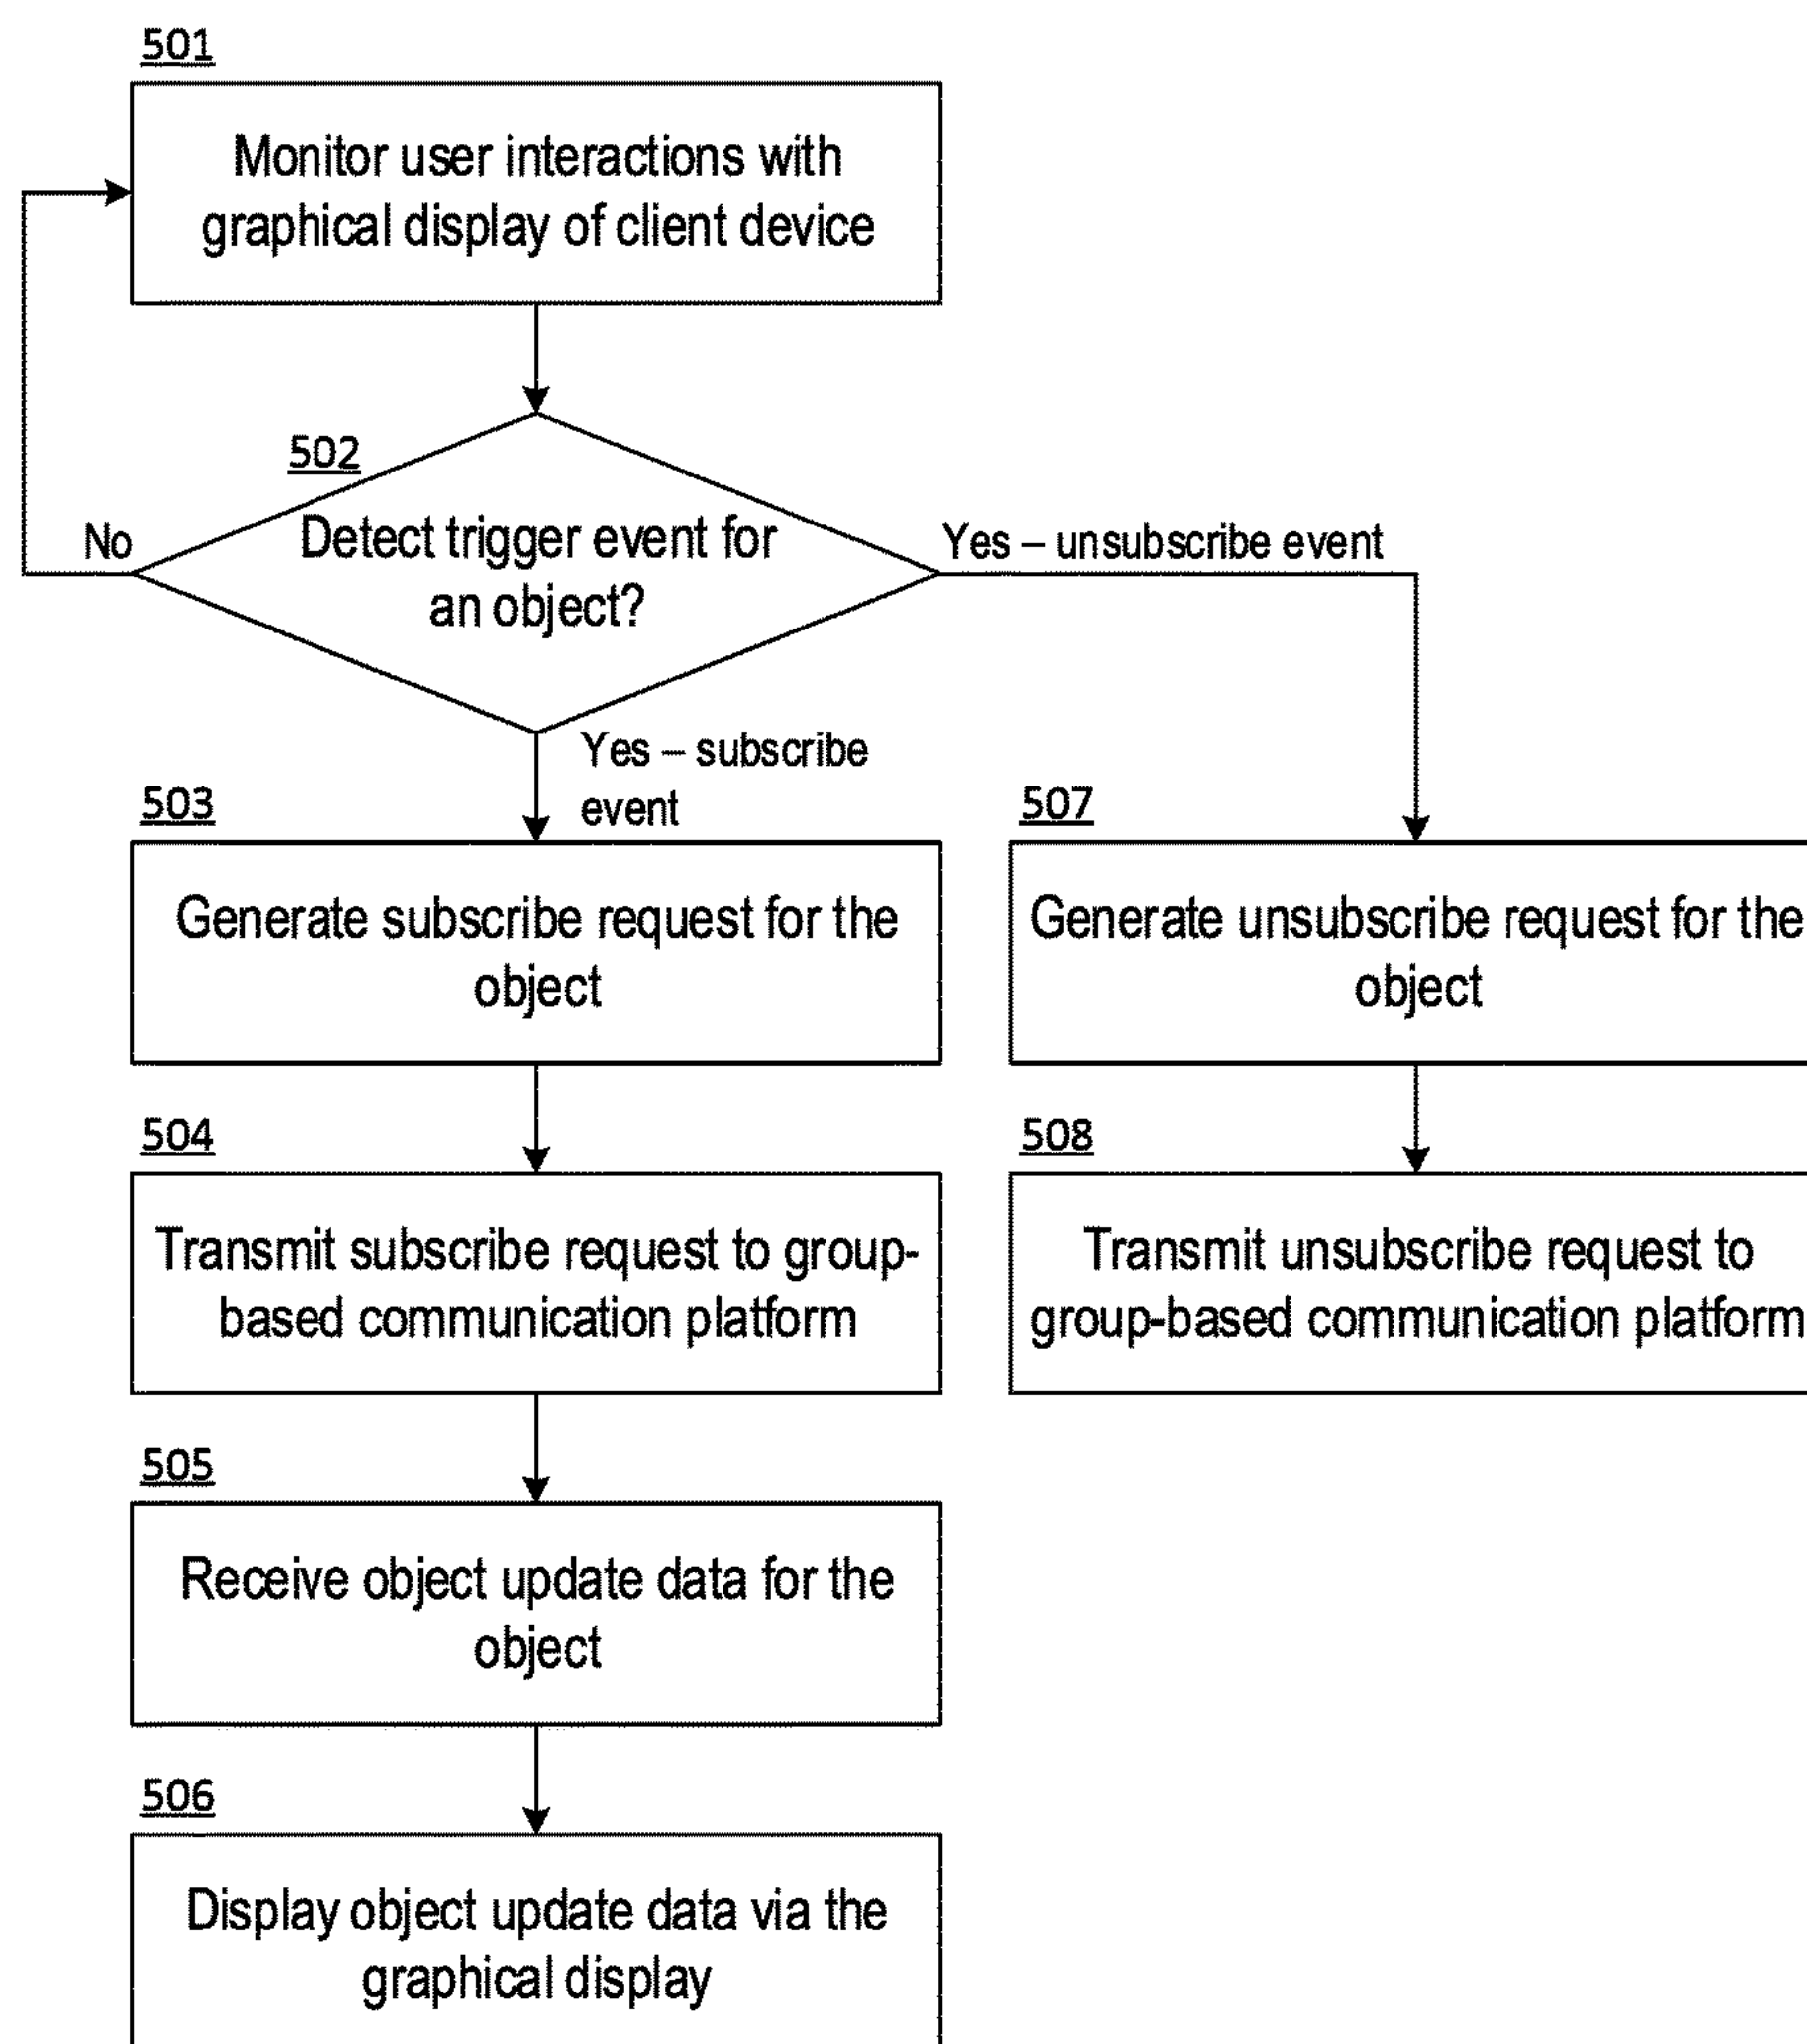 501
Monitor user interactions with
graphical display of client device
502
No
Detect trigger event for
an object?
Yes – unsubscribe event
Yes – subscribe
event
503
Generate subscribe request for the
object
507
Generate unsubscribe request for the
object
504
Transmit subscribe request to group-
based communication platform
508
Transmit unsubscribe request to
group-based communication platform
505
Receive object update data for the
object
506
Display object update data via the
graphical display